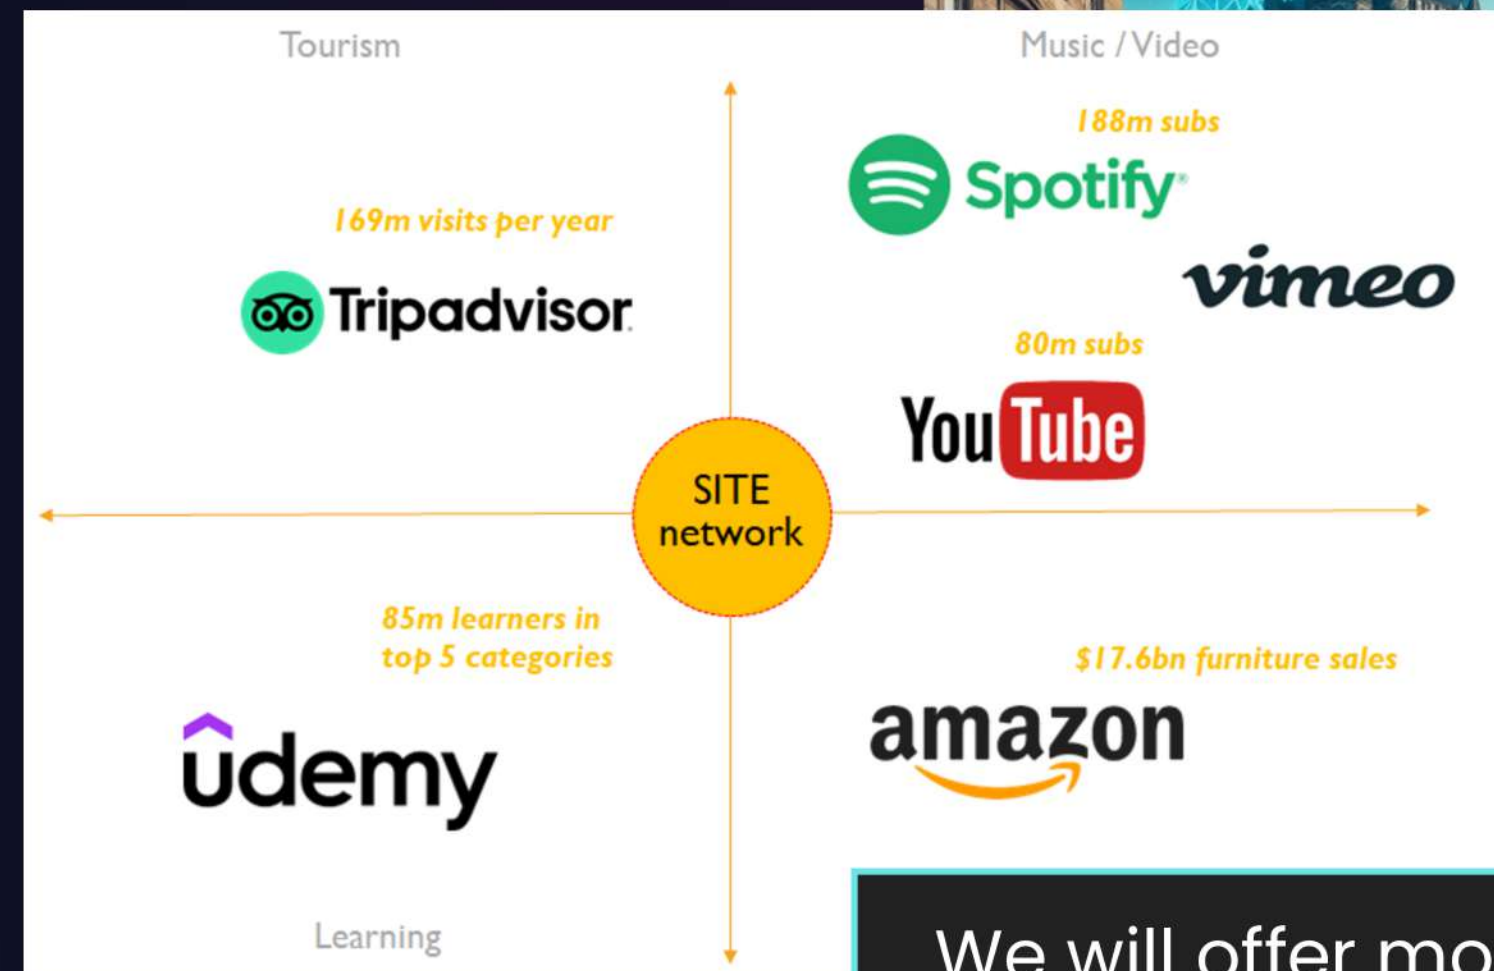 Tourism
Music / Video
188m subs
Spotify®
169m visits per year
vimeo
Tripadvisor
80m subs
YouTube
SITE
network
85m learners in
top 5 categories
$17.6bn furniture sales
amazon
udemy
Learning
We will offer